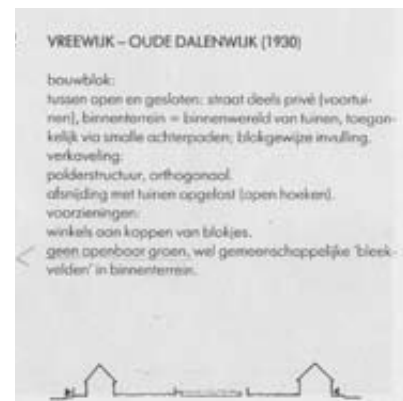 VREEWIJK – OUDE DALENWIJK (1930)
bouwblok:
tussen open en gesloten: straat deels privé (voortui-
nen), binnenterrein = binnenwereld van tuinen, toegan-
kelijk via smalle achterpaden; blokgewijze invulling.
verkaveling:
polderstructuur, orthogonaal.
afsnijding met tuinen opgelost (open hoeken).
voorzieningen:
winkels aan koppen van blokjes.
geen openbaar groen, wel gemeenschappelijke 'bleek-
velden' in binnenterrein.